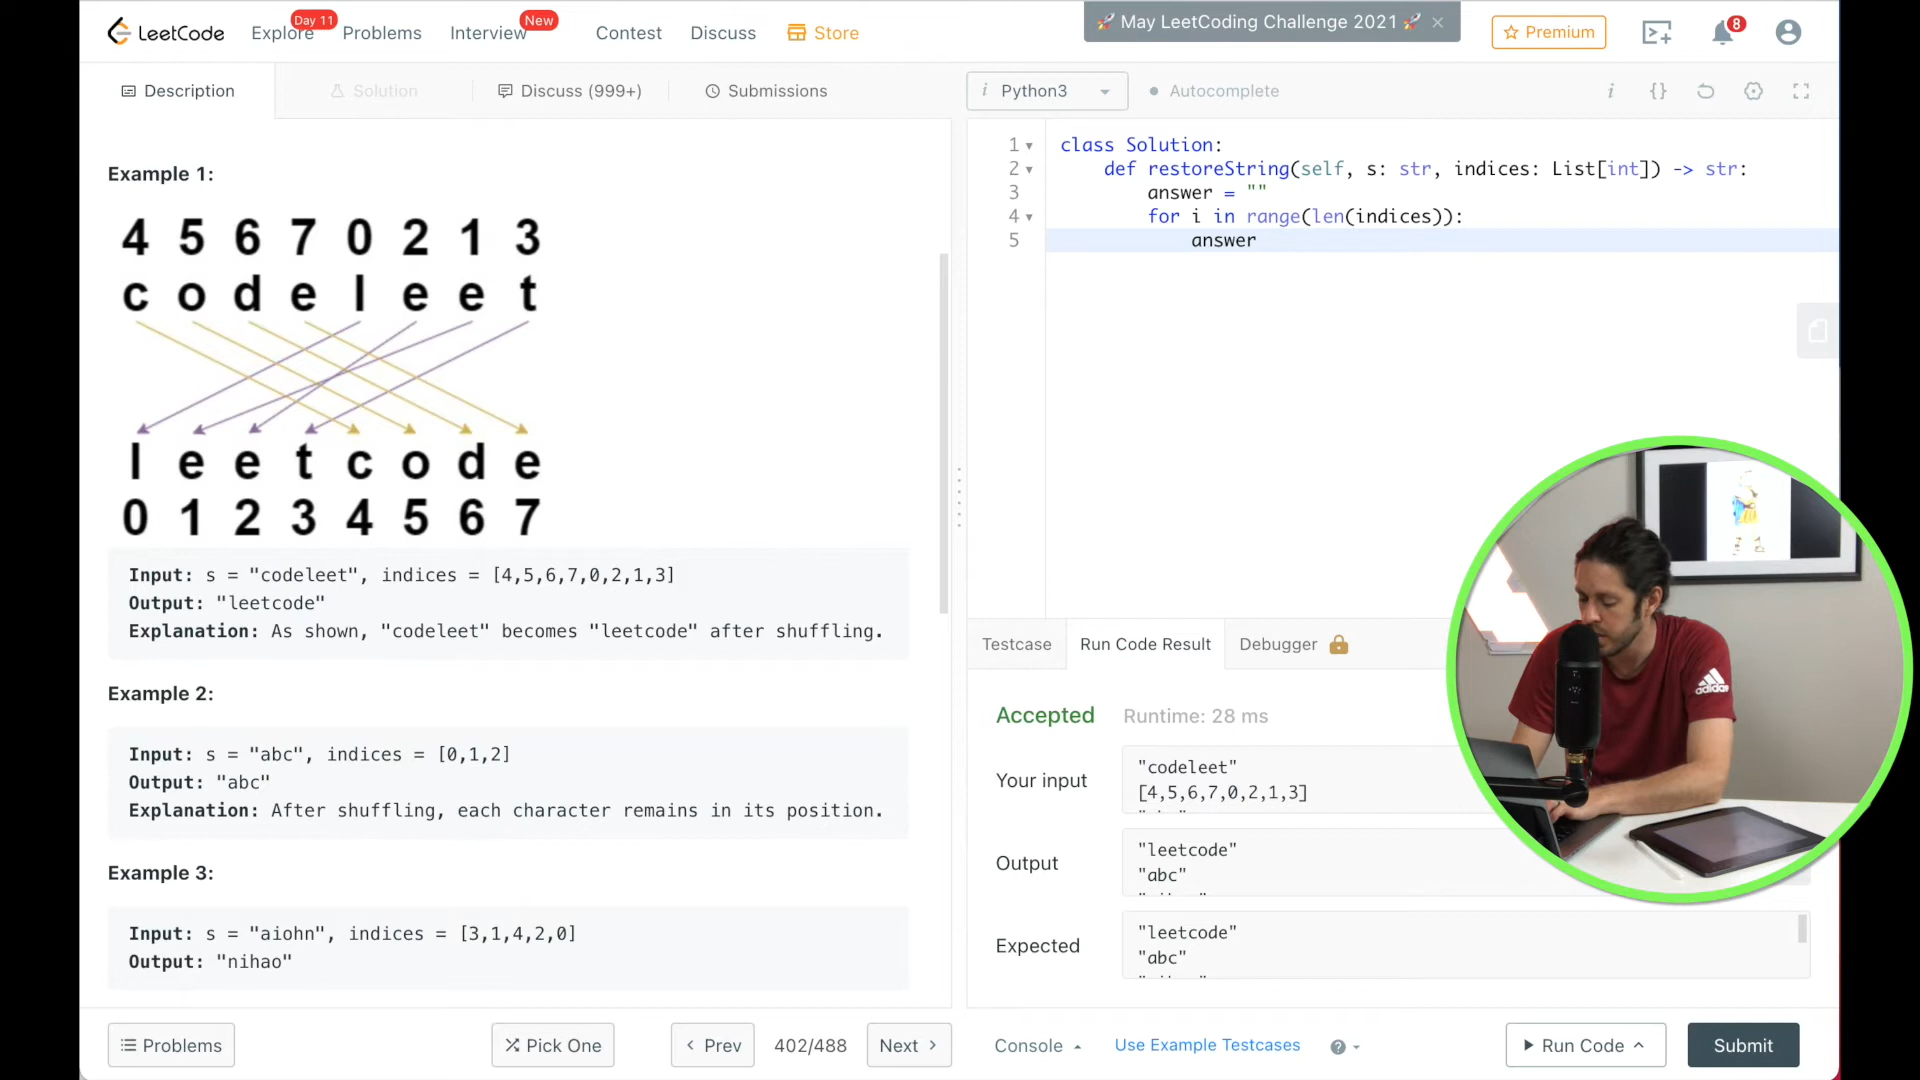 LeetCode
Explore
Day 11
Problems
Interview
New
Contest
Discuss
Store
🚀 May LeetCoding Challenge 2021 🚀 ×
Premium
8
Description
Solution
Discuss (999+)
Submissions
i Python3
Autocomplete
i {}
Example 1:
4 5 6 7 0 2 1 3
c o d e l e e t
l e e t c o d e
0 1 2 3 4 5 6 7
Input: s = "codeleet", indices = [4,5,6,7,0,2,1,3]
Output: "leetcode"
Explanation: As shown, "codeleet" becomes "leetcode" after shuffling.
Example 2:
Input: s = "abc", indices = [0,1,2]
Output: "abc"
Explanation: After shuffling, each character remains in its position.
Example 3:
Input: s = "aiohn", indices = [3,1,4,2,0]
Output: "nihao"
1 class Solution:
2 def restoreString(self, s: str, indices: List[int]) -> str:
3 answer = ""
4 for i in range(len(indices)):
5 answer
Testcase
Run Code Result
Debugger
Accepted
Runtime: 28 ms
Your input
"codeleet"
[4,5,6,7,0,2,1,3]
Output
"leetcode"
"abc"
Expected
"leetcode"
"abc"
adidas
Problems
Pick One
Prev
402/488
Next
Console
Use Example Testcases
?
Run Code
Submit